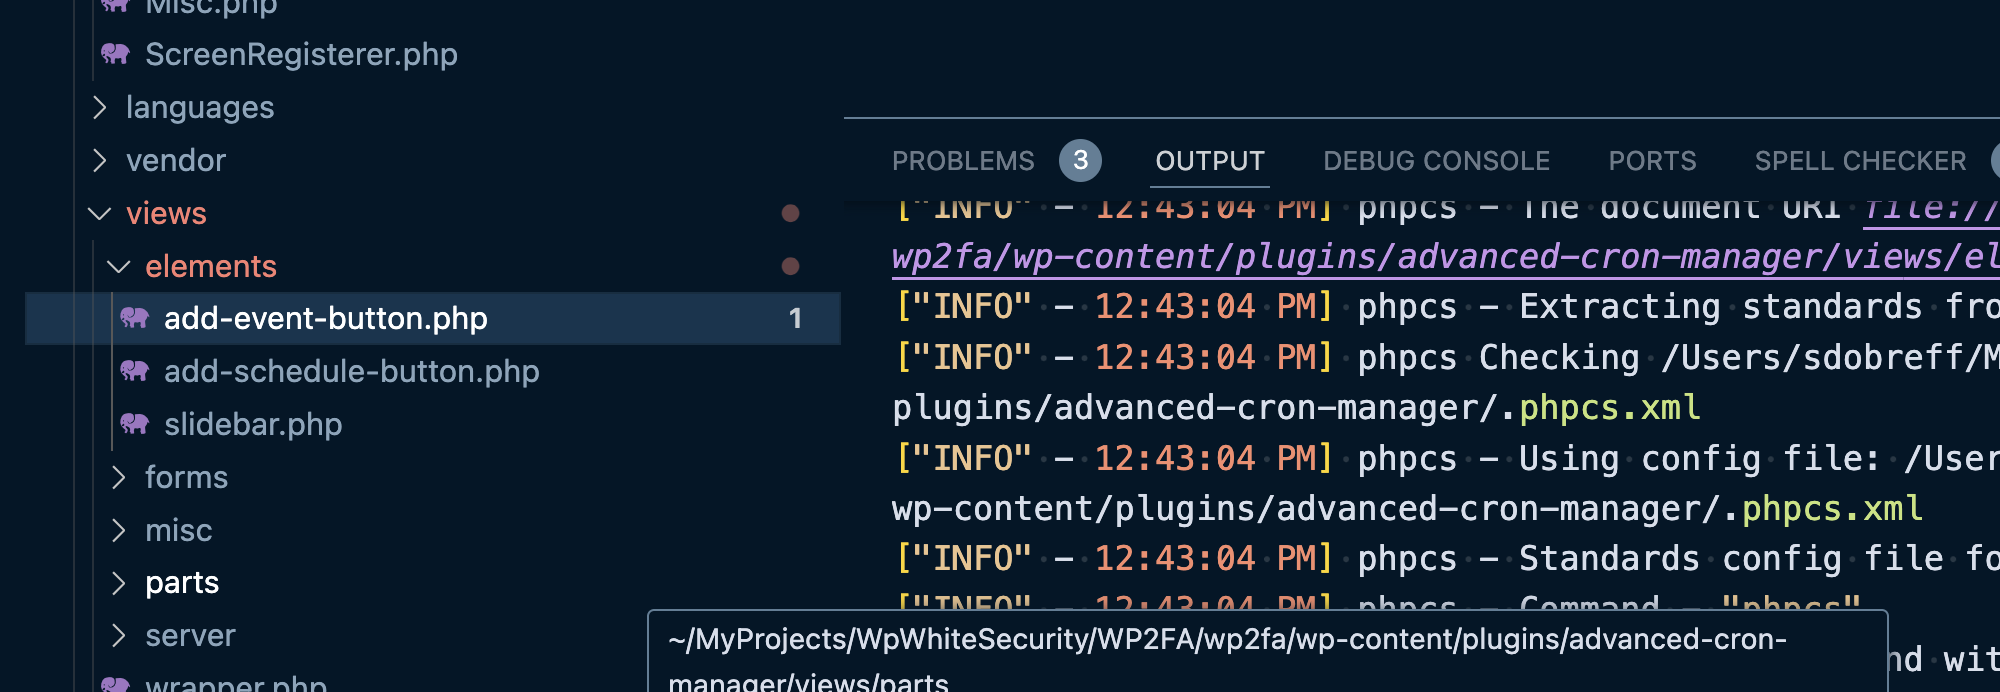 Misc.php
ScreenRegisterer.php
languages
vendor
views
elements
add-event-button.php 1
add-schedule-button.php
slidebar.php
forms
misc
parts
server
wrapper.php
PROBLEMS 3 OUTPUT DEBUG CONSOLE PORTS SPELL CHECKER
["INFO" - 12:43:04 PM] phpcs - The document URI file://
wp2fa/wp-content/plugins/advanced-cron-manager/views/el
["INFO" - 12:43:04 PM] phpcs - Extracting standards fro
["INFO" - 12:43:04 PM] phpcs Checking /Users/sdobreff/M
plugins/advanced-cron-manager/.phpcs.xml
["INFO" - 12:43:04 PM] phpcs - Using config file: /User
wp-content/plugins/advanced-cron-manager/.phpcs.xml
["INFO" - 12:43:04 PM] phpcs - Standards config file fo
["INFO" - 12:43:04 PM] phpcs - Command - "phpcs"
nd wit
~/MyProjects/WpWhiteSecurity/WP2FA/wp2fa/wp-content/plugins/advanced-cron-
manager/views/parts